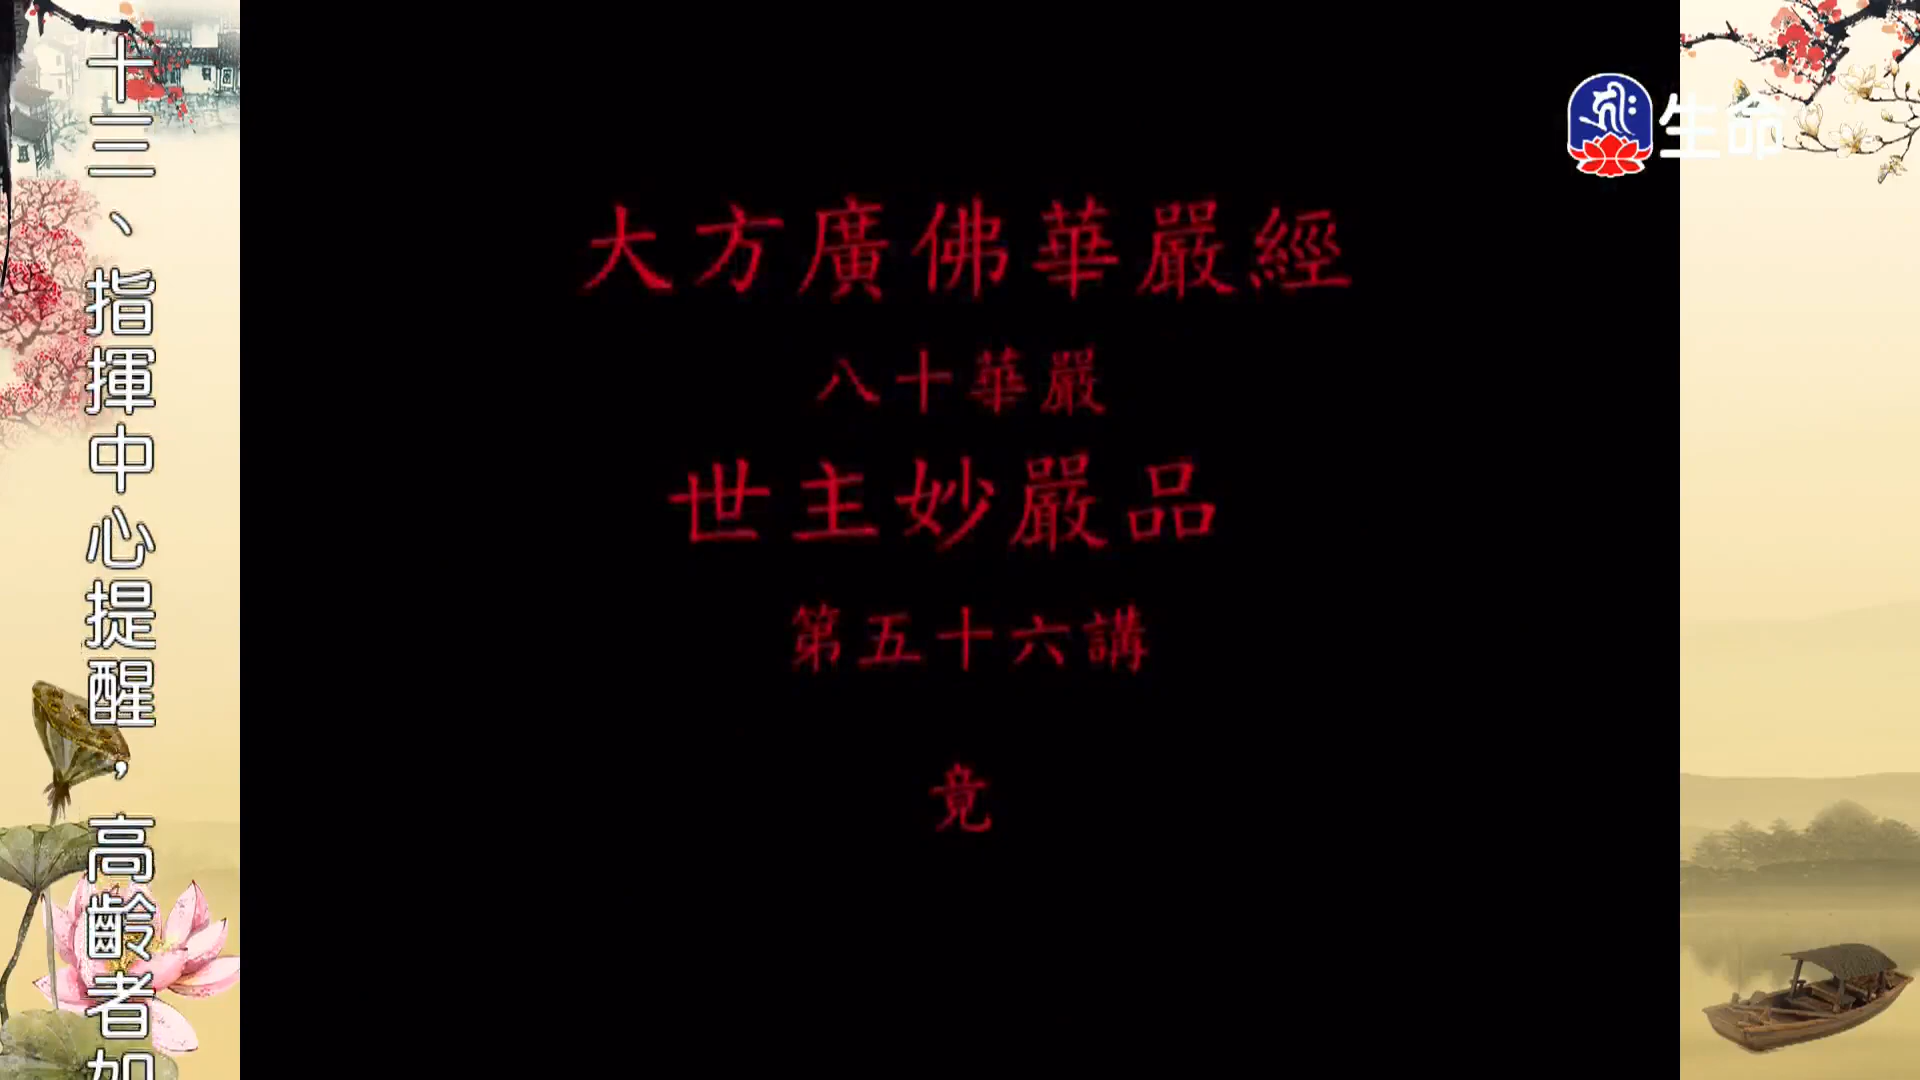 大方廣佛華嚴經
八十華嚴
世主妙嚴品
第五十六講
竟
生命
十三、指揮中心提醒，高齡者如